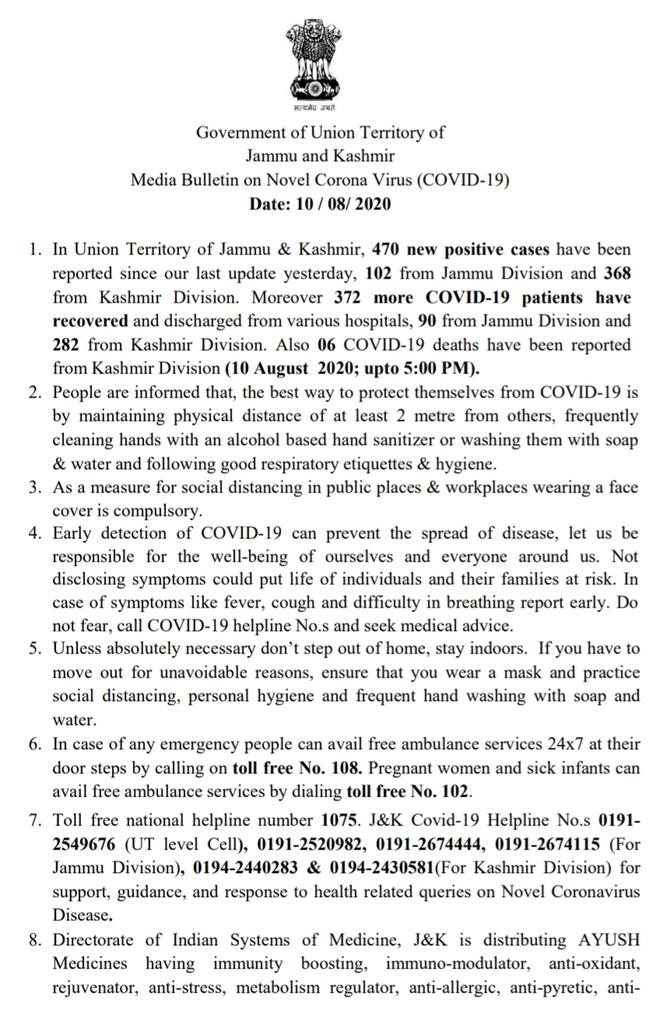 सत्यमेव जयते
Government of Union Territory of
Jammu and Kashmir
Media Bulletin on Novel Corona Virus (COVID-19)
Date: 10 / 08/ 2020
1. In Union Territory of Jammu & Kashmir, 470 new positive cases have been
reported since our last update yesterday, 102 from Jammu Division and 368
from Kashmir Division. Moreover 372 more COVID-19 patients have
recovered and discharged from various hospitals, 90 from Jammu Division and
282 from Kashmir Division. Also 06 COVID-19 deaths have been reported
from Kashmir Division (10 August 2020; upto 5:00 PM).
2. People are informed that, the best way to protect themselves from COVID-19 is
by maintaining physical distance of at least 2 metre from others, frequently
cleaning hands with an alcohol based hand sanitizer or washing them with soap
& water and following good respiratory etiquettes & hygiene.
3. As a measure for social distancing in public places & workplaces wearing a face
cover is compulsory.
4. Early detection of COVID-19 can prevent the spread of disease, let us be
responsible for the well-being of ourselves and everyone around us. Not
disclosing symptoms could put life of individuals and their families at risk. In
case of symptoms like fever, cough and difficulty in breathing report early. Do
not fear, call COVID-19 helpline No.s and seek medical advice.
5. Unless absolutely necessary don’t step out of home, stay indoors. If you have to
move out for unavoidable reasons, ensure that you wear a mask and practice
social distancing, personal hygiene and frequent hand washing with soap and
water.
6. In case of any emergency people can avail free ambulance services 24x7 at their
door steps by calling on toll free No. 108. Pregnant women and sick infants can
avail free ambulance services by dialing toll free No. 102.
7. Toll free national helpline number 1075. J&K Covid-19 Helpline No.s 0191-
2549676 (UT level Cell), 0191-2520982, 0191-2674444, 0191-2674115 (For
Jammu Division), 0194-2440283 & 0194-2430581(For Kashmir Division) for
support, guidance, and response to health related queries on Novel Coronavirus
Disease.
8. Directorate of Indian Systems of Medicine, J&K is distributing AYUSH
Medicines having immunity boosting, immuno-modulator, anti-oxidant,
rejuvenator, anti-stress, metabolism regulator, anti-allergic, anti-pyretic, anti-